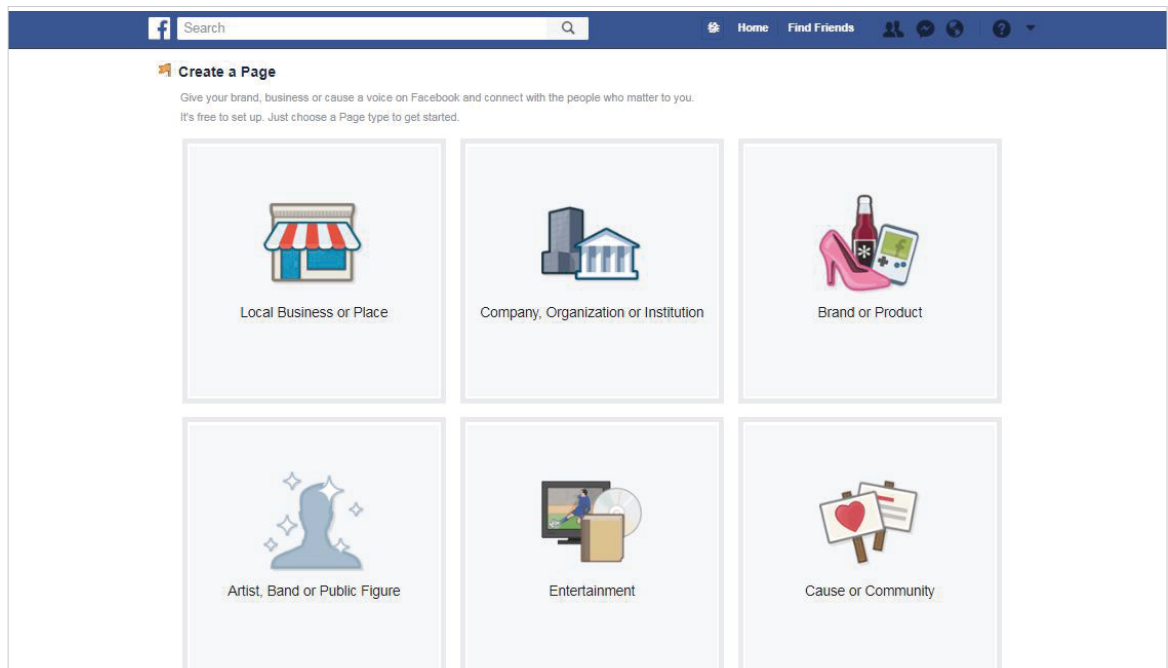 f Search Home Find Friends ?
Create a Page
Give your brand, business or cause a voice on Facebook and connect with the people who matter to you.
It's free to set up. Just choose a Page type to get started.
Local Business or Place
Company, Organization or Institution
Brand or Product
Artist, Band or Public Figure
Entertainment
Cause or Community